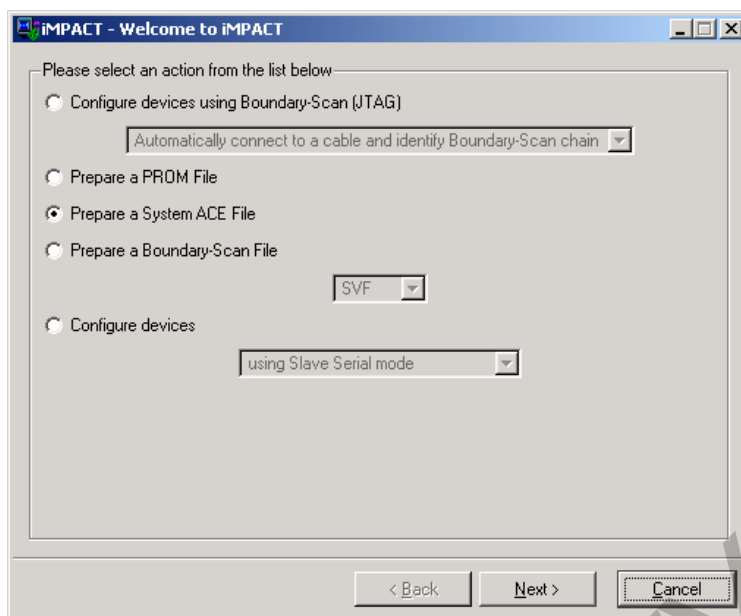 iMPACT - Welcome to iMPACT
Please select an action from the list below
Configure devices using Boundary-Scan (JTAG)
Automatically connect to a cable and identify Boundary-Scan chain
Prepare a PROM File
Prepare a System ACE File
Prepare a Boundary-Scan File
SVF
Configure devices
using Slave Serial mode
< Back Next > Cancel